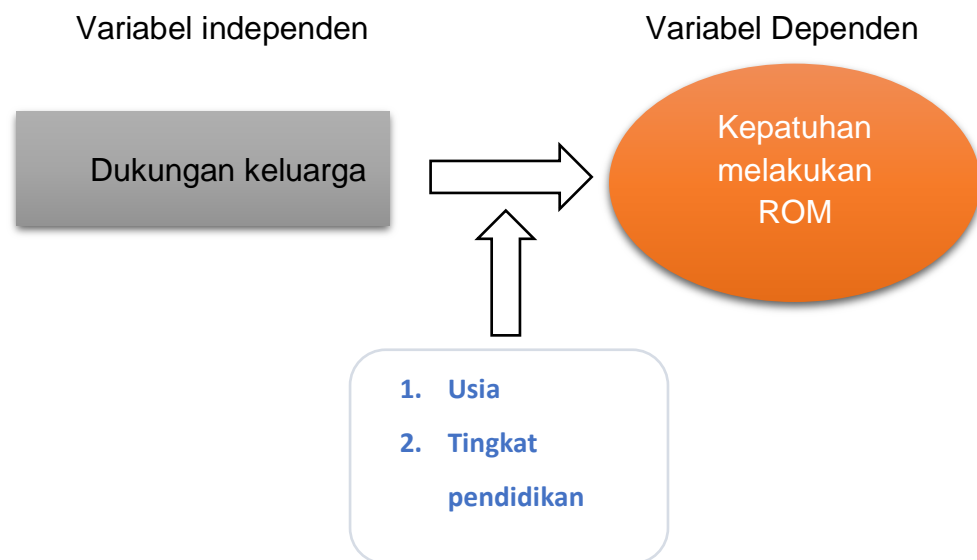 Variabel independen
Variabel Dependen
Dukungan keluarga
Kepatuhan
melakukan
ROM
1. Usia
2. Tingkat
pendidikan